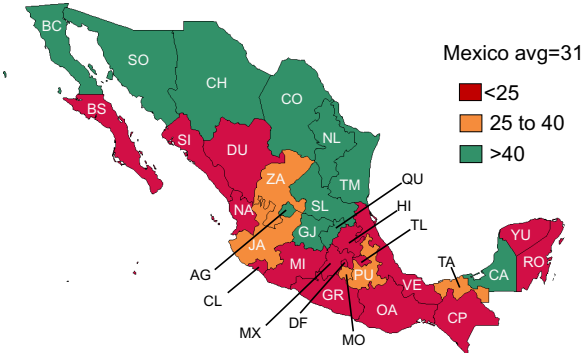 BC
SO
CH
CO
Mexico avg=31
<25
25 to 40
>40
BS
NL
SI
DU
TM
ZA
QU
SL
HI
NA
GJ
TL
JA
YU
AG
MI
PU
TA
CA
RO
CL
VE
GR
OA
CP
MX
DF
MO